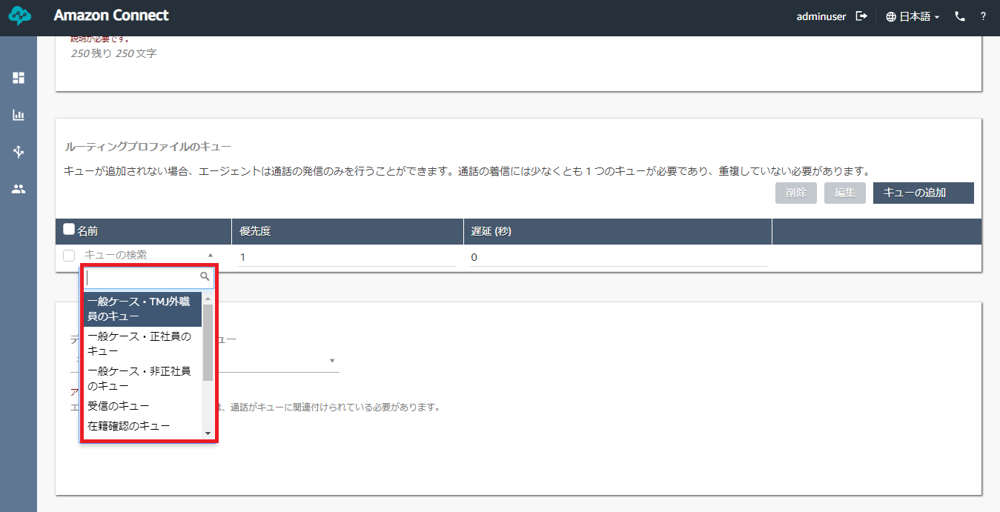 Amazon Connect
adminuser
日本語
?
説明が必要です。
250 残り 250 文字
ルーティングプロファイルのキュー
キューが追加されない場合、エージェントは通話の発信のみを行うことができます。通話の着信には少なくとも 1 つのキューが必要であり、重複していない必要があります。
削除
編集
キューの追加
名前
優先度
遅延 (秒)
キューの検索
1
0
一般ケース・TMJ外職
員のキュー
一般ケース・正社員の
キュー
一般ケース・非正社員
のキュー
受信のキュー
在籍確認のキュー
デ
ュー
ア
エ
は、通話がキューに関連付けられている必要があります。